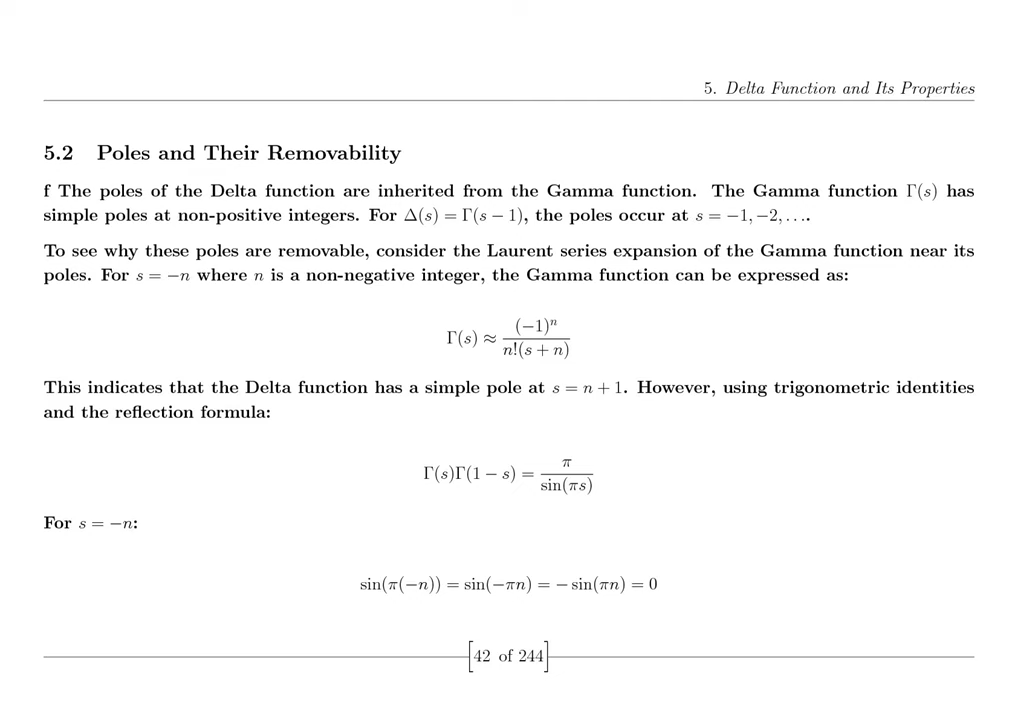 5. Delta Function and Its Properties
5.2 Poles and Their Removability
f The poles of the Delta function are inherited from the Gamma function. The Gamma function Γ(s) has
simple poles at non-positive integers. For Δ(s) = Γ(s − 1), the poles occur at s = −1, −2, . . ..
To see why these poles are removable, consider the Laurent series expansion of the Gamma function near its
poles. For s = −n where n is a non-negative integer, the Gamma function can be expressed as:
Γ(s) ≈ (−1)^n / n!(s + n)
This indicates that the Delta function has a simple pole at s = n + 1. However, using trigonometric identities
and the reflection formula:
Γ(s)Γ(1 − s) = π / sin(πs)
For s = −n:
sin(π(−n)) = sin(−πn) = − sin(πn) = 0
[42 of 244]